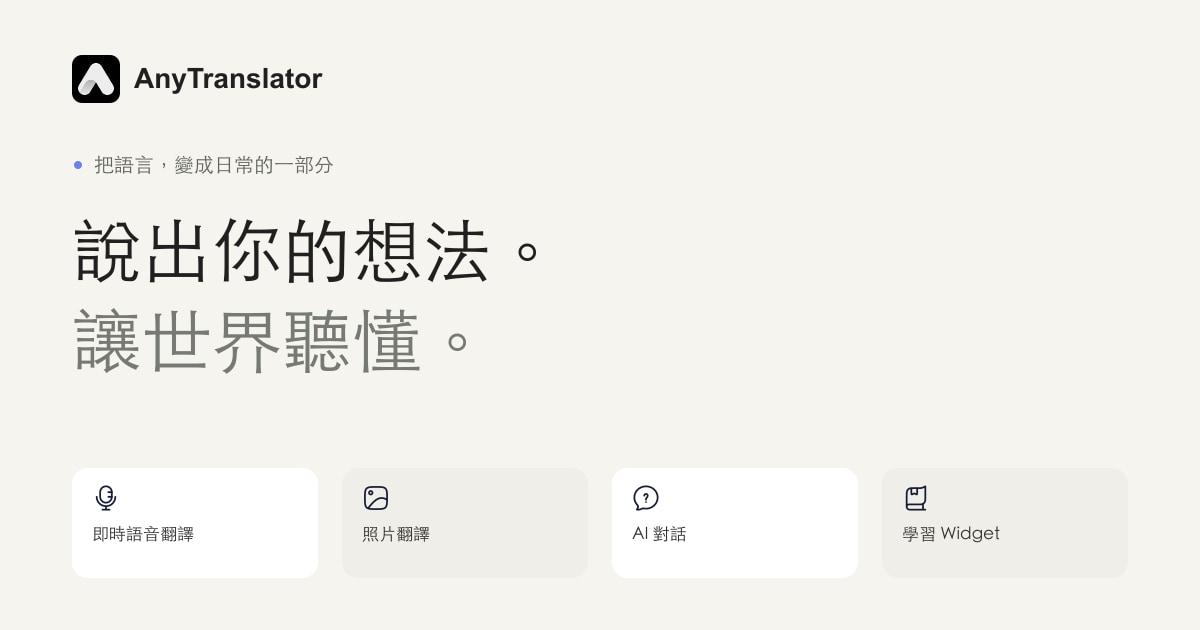 AnyTranslator
把語言，變成日常的一部分
說出你的想法。
讓世界聽懂。
即時語音翻譯
照片翻譯
AI 對話
學習 Widget